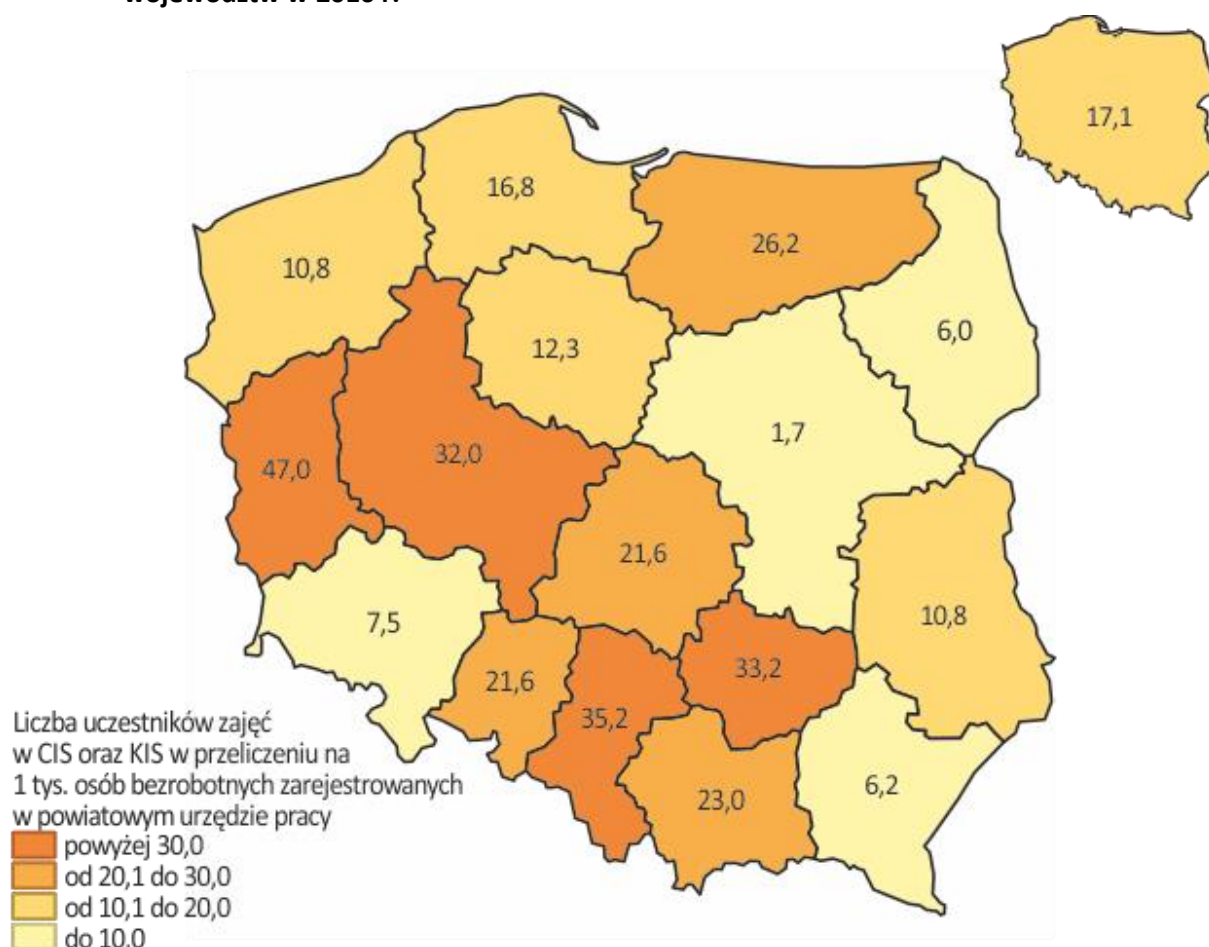 17,1
16,8
26,2
10,8
6,0
12,3
1,7
47,0
32,0
21,6
10,8
7,5
33,2
21,6
35,2
23,0
6,2
Liczba uczestników zajęć
w CIS oraz KIS w przeliczeniu na
1 tys. osób bezrobotnych zarejestrowanych
w powiatowym urzędzie pracy
powyżej 30,0
od 20,1 do 30,0
od 10,1 do 20,0
do 10,0